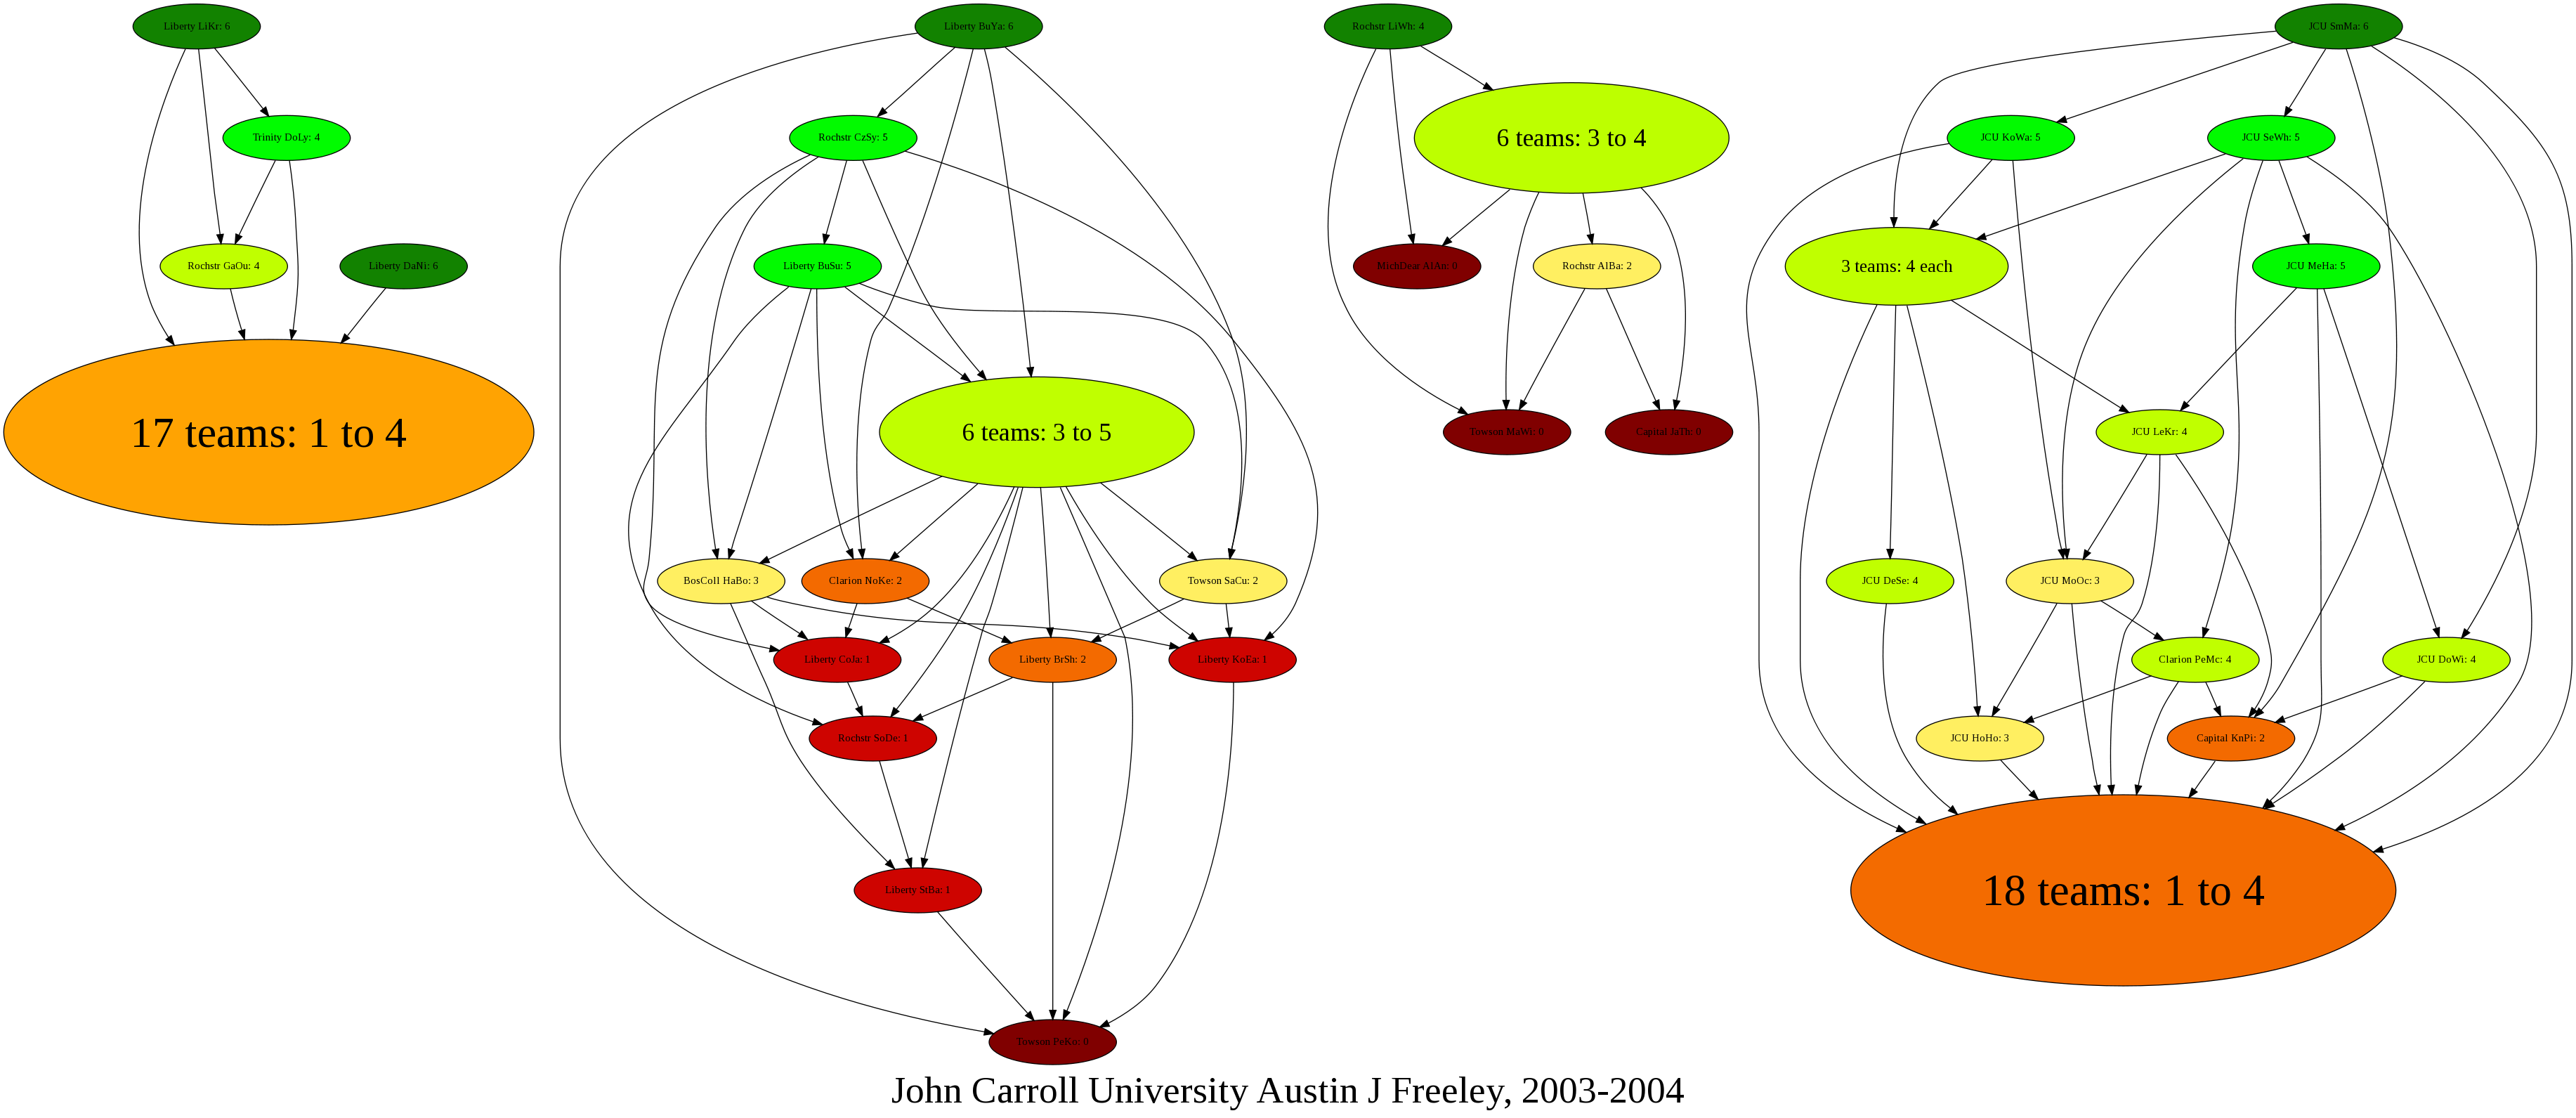 Liberty LiKr: 6
Liberty BuYa: 6
Rochstr LiWh: 4
JCU SmMa: 6
Trinity DoLy: 4
Rochstr CzSy: 5
6 teams: 3 to 4
JCU KoWa: 5
JCU SeWh: 5
Rochstr GaOu: 4
Liberty DaNi: 6
Liberty BuSu: 5
MichDear AlAn: 0
Rochstr AlBa: 2
3 teams: 4 each
JCU MeHa: 5
17 teams: 1 to 4
6 teams: 3 to 5
Towson MaWi: 0
Capital JaTh: 0
JCU LeKr: 4
BosColl HaBo: 3
Clarion NoKe: 2
Towson SaCu: 2
JCU DeSe: 4
JCU MoOc: 3
Liberty CoJa: 1
Liberty BrSh: 2
Liberty KoEa: 1
Clarion PeMc: 4
JCU DoWi: 4
Rochstr SoDe: 1
JCU HoHo: 3
Capital KnPi: 2
Liberty StBa: 1
18 teams: 1 to 4
Towson PeKo: 0
John Carroll University Austin J Freeley, 2003-2004